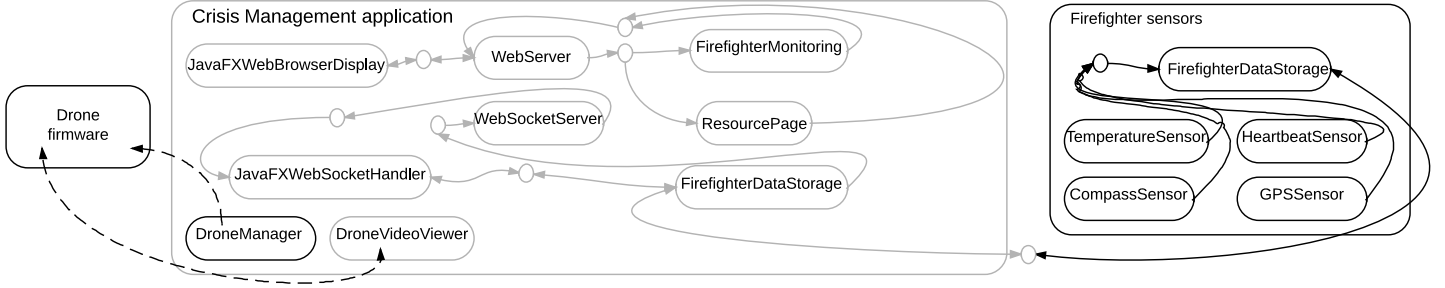 Crisis Management application
Firefighter sensors
JavaFXWebBrowserDisplay
WebServer
FirefighterMonitoring
FirefighterDataStorage
Drone
firmware
WebSocketServer
ResourcePage
TemperatureSensor
HeartbeatSensor
JavaFXWebSocketHandler
FirefighterDataStorage
CompassSensor
GPSSensor
DroneManager
DroneVideoViewer